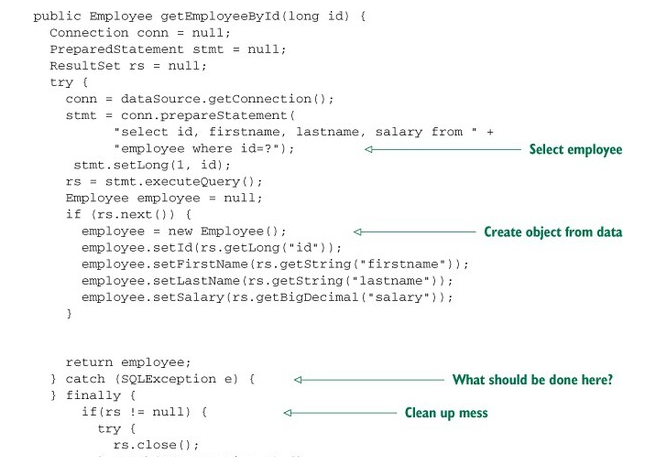 public Employee getEmployeeById(long id) {
Connection conn = null;
PreparedStatement stmt = null;
ResultSet rs = null;
try {
conn = dataSource.getConnection();
stmt = conn.prepareStatement(
"select id, firstname, lastname, salary from " +
"employee where id=?"); Select employee
stmt.setLong(1, id);
rs = stmt.executeQuery();
Employee employee = null;
if (rs.next()) {
employee = new Employee(); Create object from data
employee.setId(rs.getLong("id"));
employee.setFirstName(rs.getString("firstname"));
employee.setLastName(rs.getString("lastname"));
employee.setSalary(rs.getBigDecimal("salary"));
}
return employee;
} catch (SQLException e) { What should be done here?
} finally {
if(rs != null) { Clean up mess
try {
rs.close();